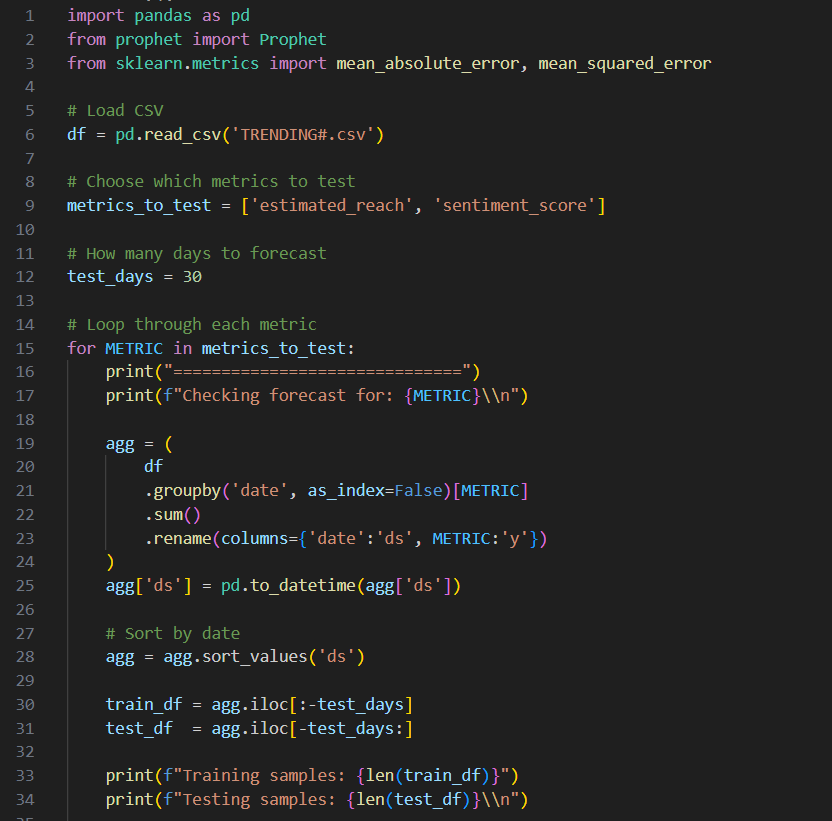 1 import pandas as pd
2 from prophet import Prophet
3 from sklearn.metrics import mean_absolute_error, mean_squared_error
4
5 # Load CSV
6 df = pd.read_csv('TRENDING#.csv')
7
8 # Choose which metrics to test
9 metrics_to_test = ['estimated_reach', 'sentiment_score']
10
11 # How many days to forecast
12 test_days = 30
13
14 # Loop through each metric
15 for METRIC in metrics_to_test:
16     print("==============================")
17     print(f"Checking forecast for: {METRIC}\\n")
18
19     agg = (
20         df
21         .groupby('date', as_index=False)[METRIC]
22         .sum()
23         .rename(columns={'date':'ds', METRIC:'y'})
24     )
25     agg['ds'] = pd.to_datetime(agg['ds'])
26
27     # Sort by date
28     agg = agg.sort_values('ds')
29
30     train_df = agg.iloc[:-test_days]
31     test_df  = agg.iloc[-test_days:]
32
33     print(f"Training samples: {len(train_df)}")
34     print(f"Testing samples: {len(test_df)}\\n")